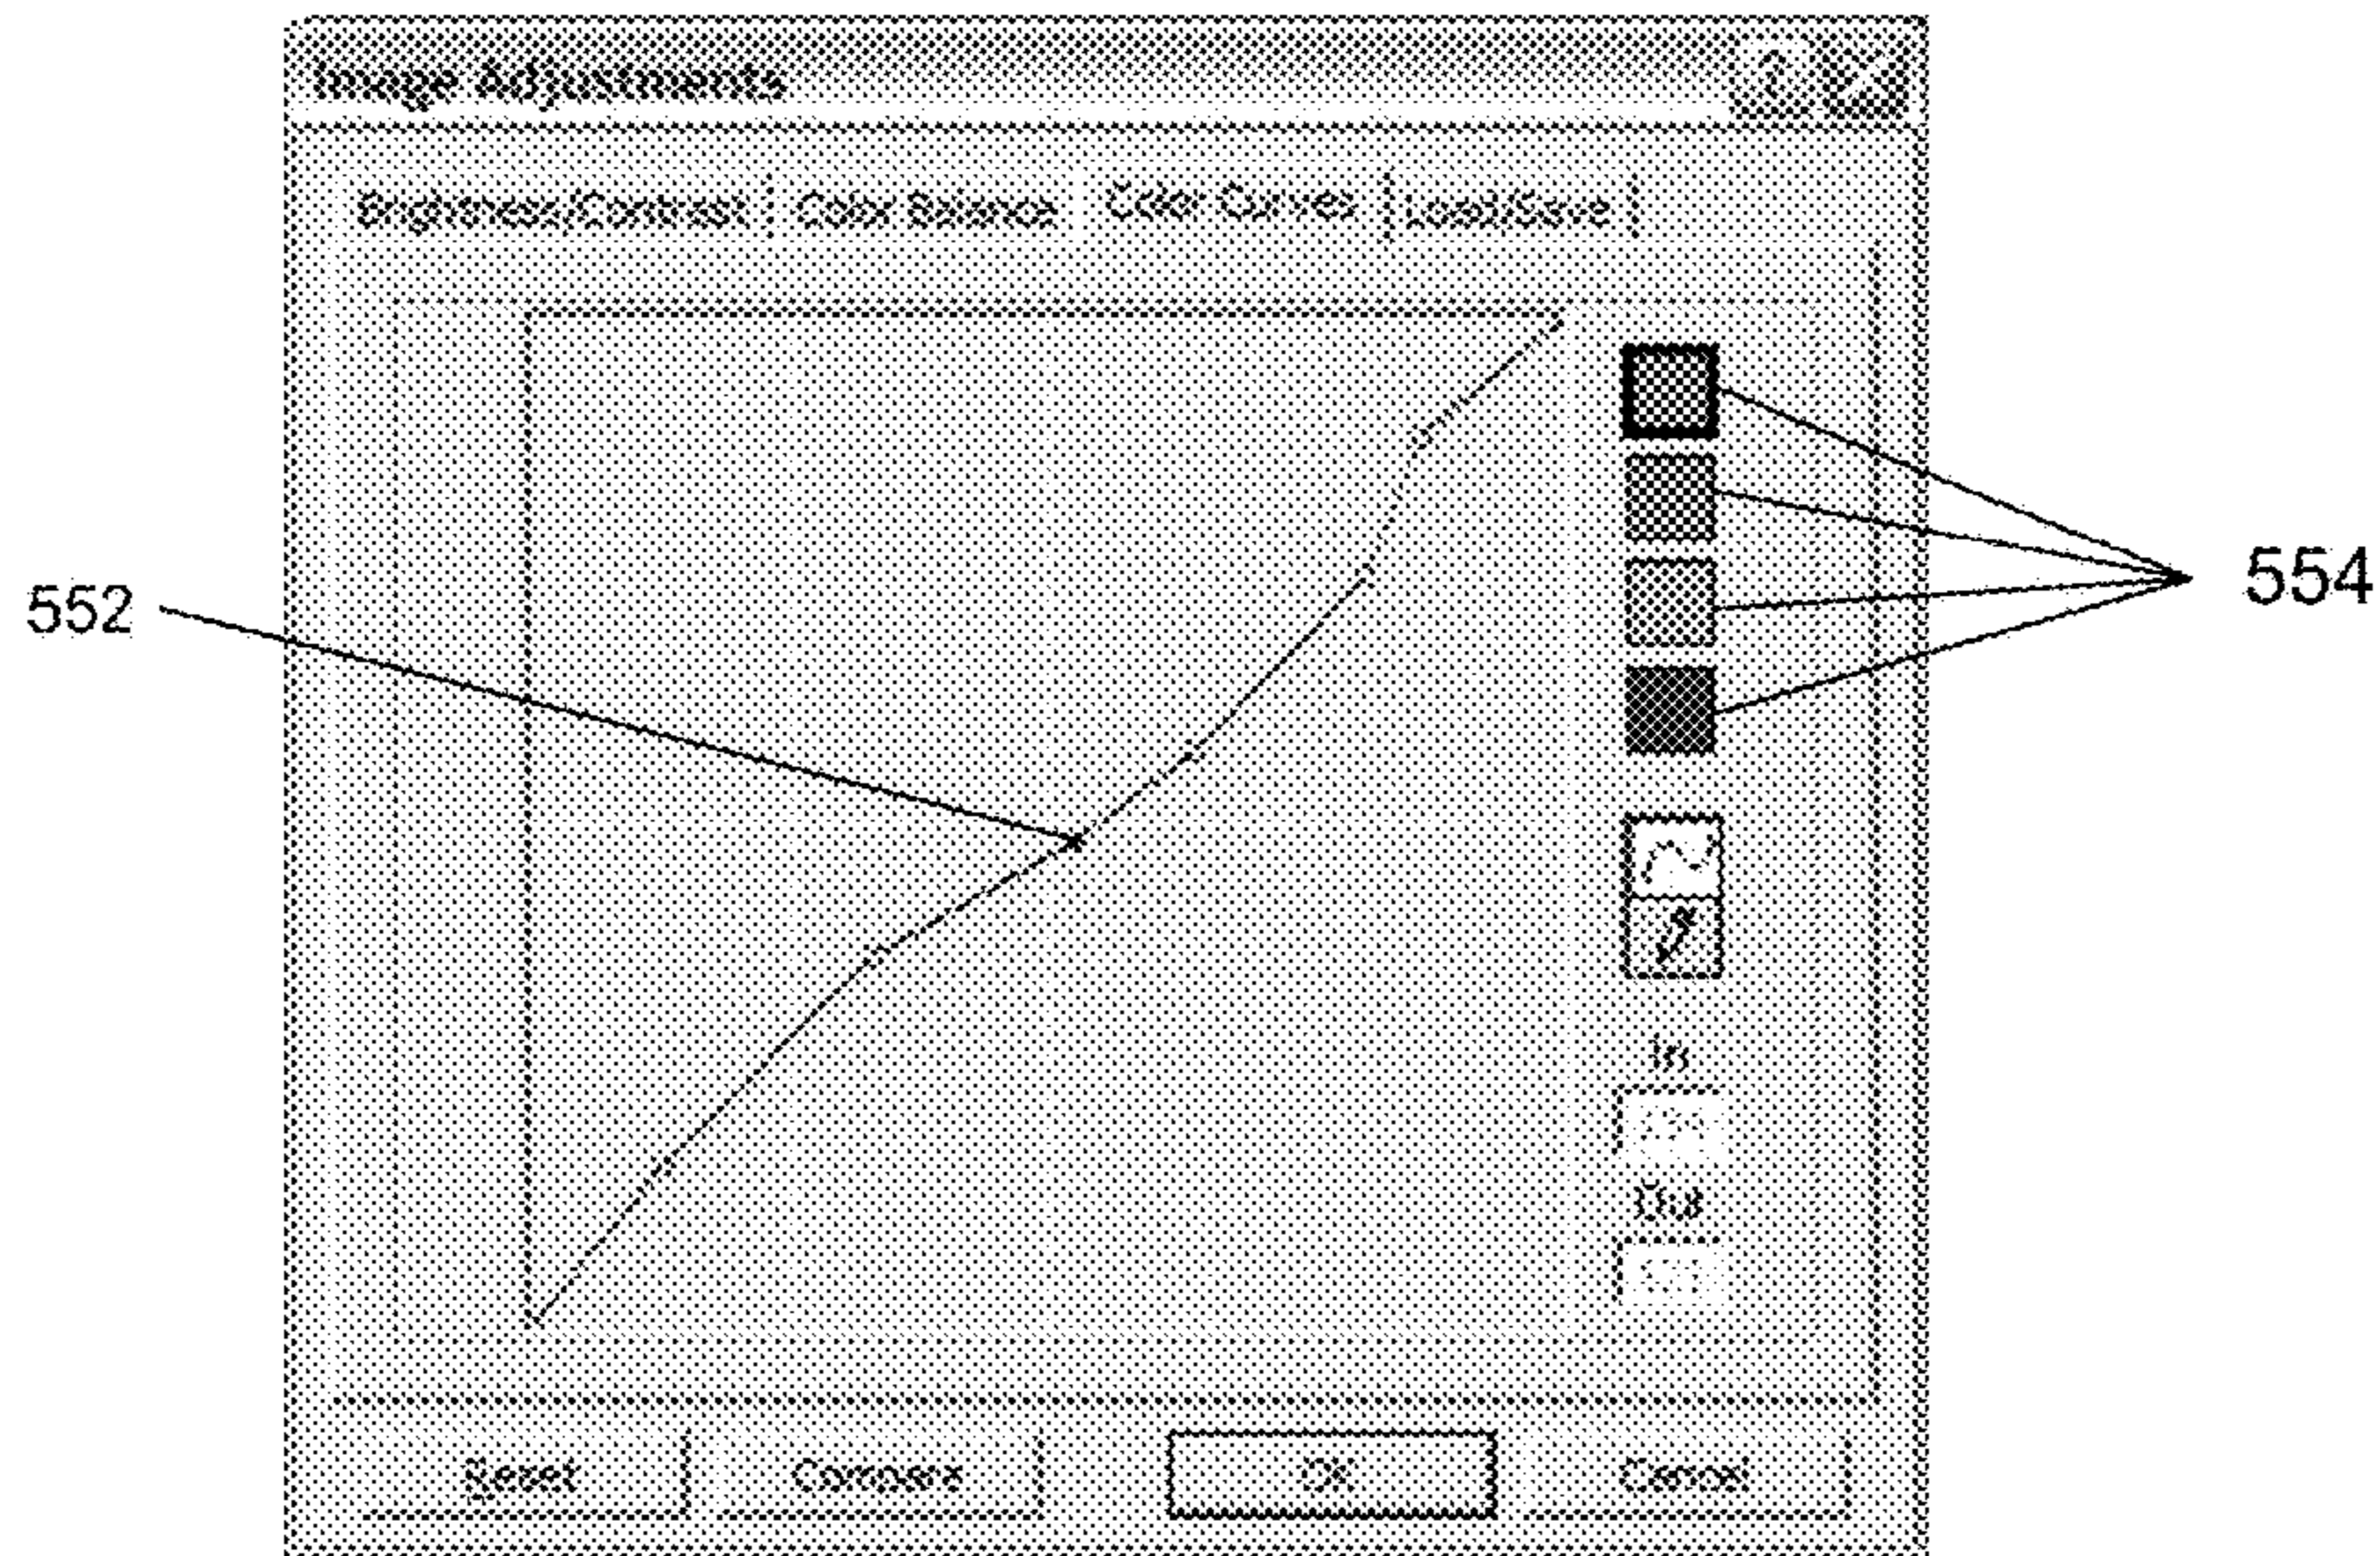 Image Adjustments
Brightness/Contrast Color Balance Color Curves Load/Save
552
554
In
Out
Reset Compare OK Cancel